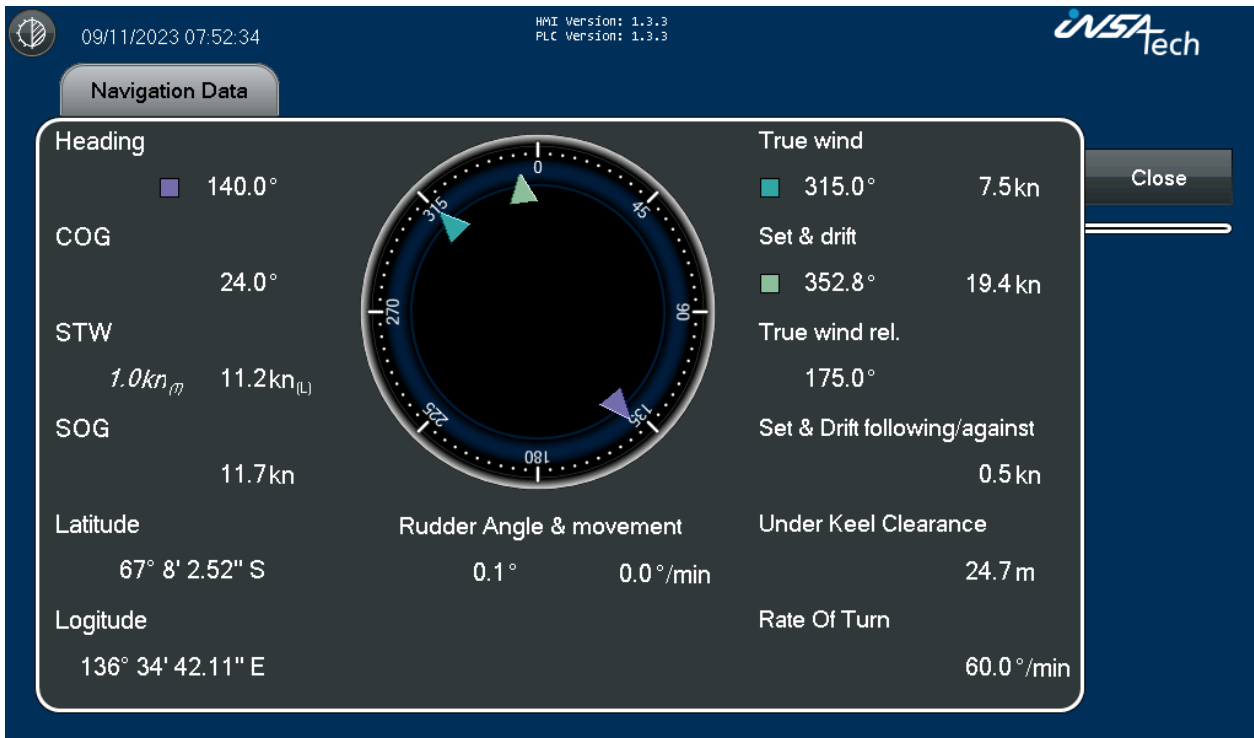 09/11/2023 07:52:34
HMI Version: 1.3.3
PLC Version: 1.3.3
iNSATech
Navigation Data
Close
Heading
140.0°
COG
24.0°
STW
1.0kn(T) 11.2kn(L)
SOG
11.7kn
Latitude
67° 8' 2.52" S
Logitude
136° 34' 42.11" E
0
45
90
135
180
225
270
315
Rudder Angle & movement
0.1° 0.0°/min
True wind
315.0° 7.5kn
Set & drift
352.8° 19.4kn
True wind rel.
175.0°
Set & Drift following/against
0.5kn
Under Keel Clearance
24.7m
Rate Of Turn
60.0°/min